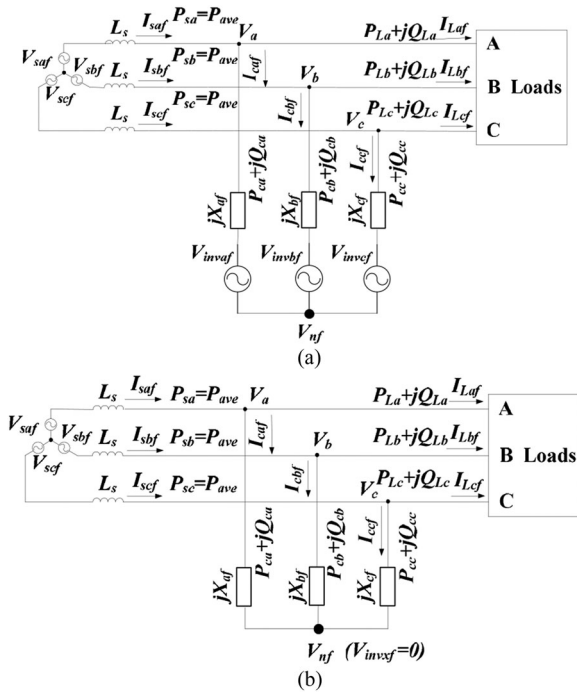 Ls Isaf Psa=Pave Va PLa+jQLa ILaf A
Vsaf
Vsbf Ls Isbf Psb=Pave Icaf Vb PLb+jQLb ILbf B Loads
Vscf
Ls Iscf Psc=Pave Icbf Vc PLc+jQLc ILcf C
Iccf
Pca+jQca Pcb+jQcb Pcc+jQcc
jXaf jXbf jXcf
Vinvaf Vinvbf Vinvcf
Vnf
(a)
Ls Isaf Psa=Pave Va PLa+jQLa ILaf A
Vsaf
Vsbf Ls Isbf Psb=Pave Icaf Vb PLb+jQLb ILbf B Loads
Vscf
Ls Iscf Psc=Pave Icbf Vc PLc+jQLc ILcf C
Iccf
Pca+jQca Pcb+jQcb Pcc+jQcc
jXaf jXbf jXcf
Vnf (Vinvxf=0)
(b)